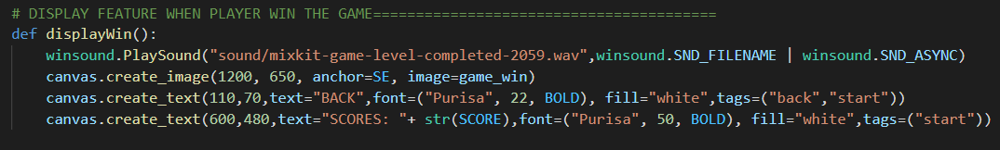 # DISPLAY FEATURE WHEN PLAYER WIN THE GAME========================================
def displayWin():
    winsound.PlaySound("sound/mixkit-game-level-completed-2059.wav",winsound.SND_FILENAME | winsound.SND_ASYNC)
    canvas.create_image(1200, 650, anchor=SE, image=game_win)
    canvas.create_text(110,70,text="BACK",font=("Purisa", 22, BOLD), fill="white",tags=("back","start"))
    canvas.create_text(600,480,text="SCORES: "+ str(SCORE),font=("Purisa", 50, BOLD), fill="white",tags=("start"))